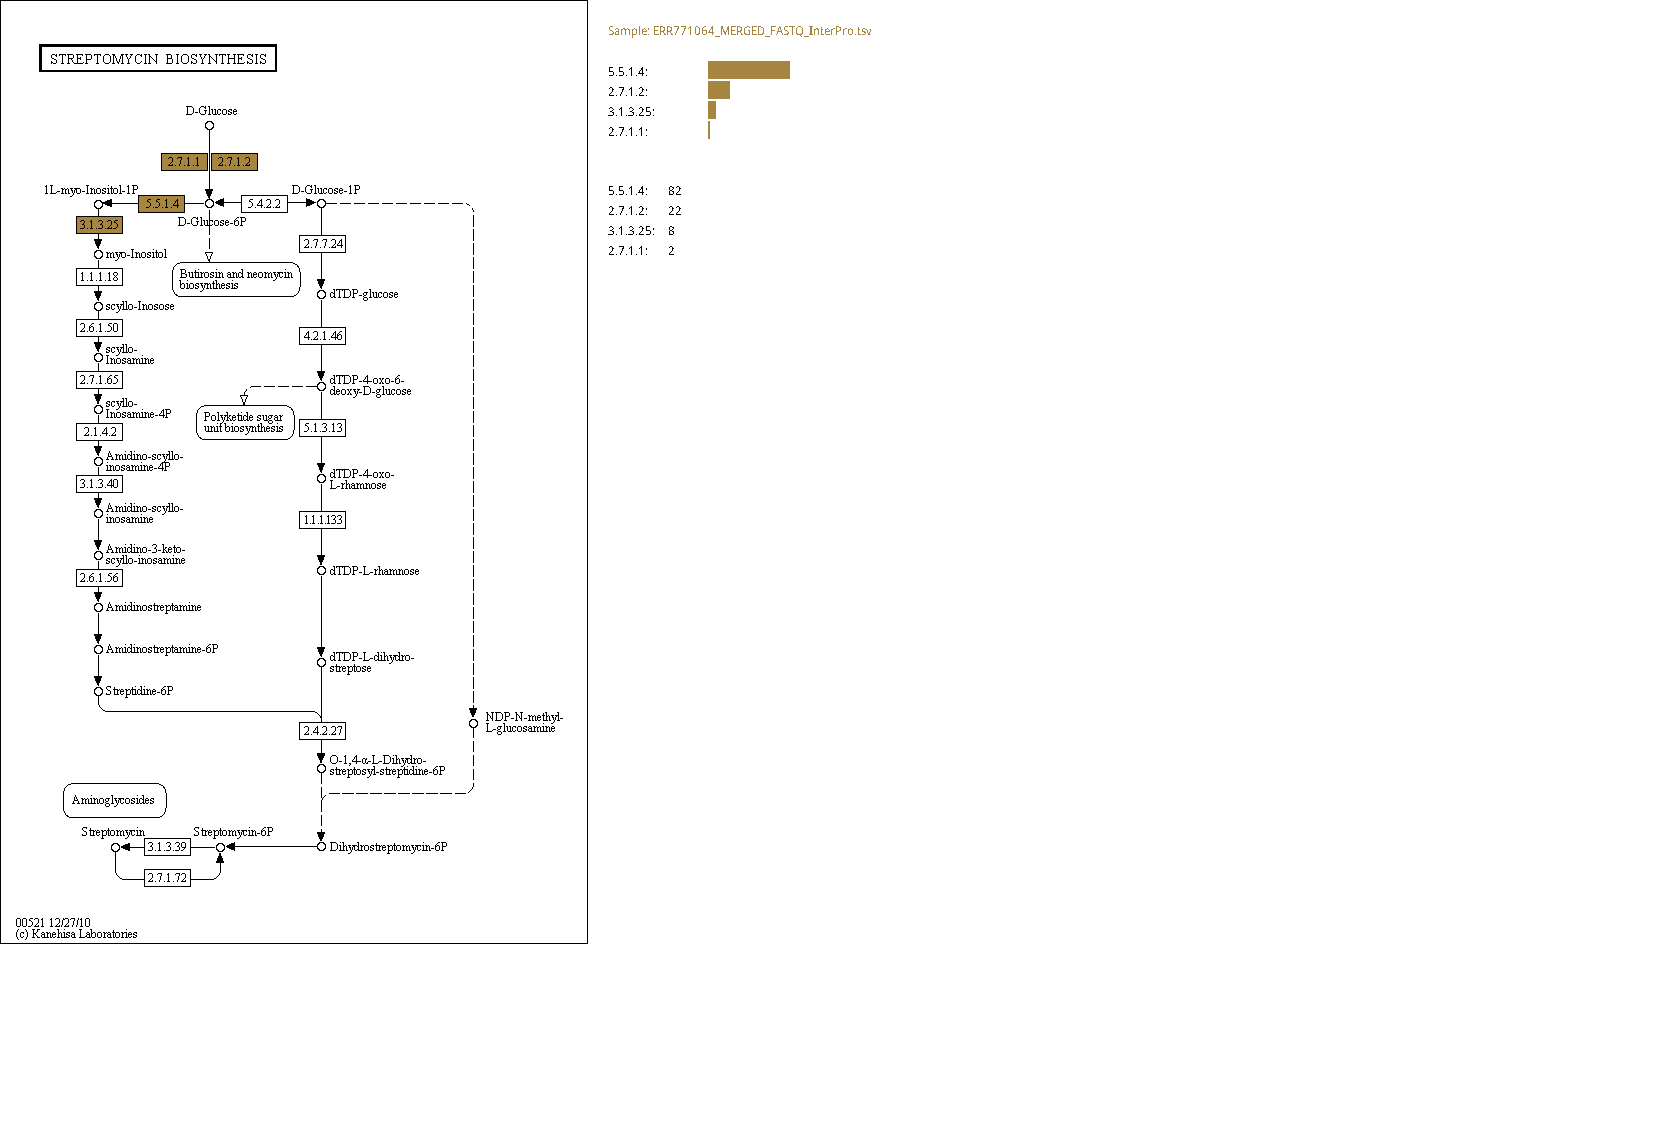 STREPTOMYCIN BIOSYNTHESIS
D-Glucose
2.7.1.1
2.7.1.2
1L-myo-Inositol-1P
D-Glucose-1P
5.5.1.4
5.4.2.2
D-Glucose-6P
3.1.3.25
2.7.7.24
myo-Inositol
Butirosin and neomycin
biosynthesis
1.1.1.18
dTDP-glucose
scyllo-Inosose
2.6.1.50
4.2.1.46
scyllo-
Inosamine
2.7.1.65
dTDP-4-oxo-6-
deoxy-D-glucose
scyllo-
Inosamine-4P
Polyketide sugar
unit biosynthesis
2.1.4.2
5.1.3.13
Amidino-scyllo-
inosamine-4P
dTDP-4-oxo-
L-rhamnose
3.1.3.40
Amidino-scyllo-
inosamine
1.1.1.133
Amidino-3-keto-
scyllo-inosamine
dTDP-L-rhamnose
2.6.1.56
Amidinostreptamine
Amidinostreptamine-6P
dTDP-L-dihydro-
streptose
Streptidine-6P
2.4.2.27
NDP-N-methyl-
L-glucosamine
O-1,4-α-L-Dihydro-
streptosyl-streptidine-6P
Aminoglycosides
Streptomycin
Streptomycin-6P
3.1.3.39
Dihydrostreptomycin-6P
2.7.1.72
00521 12/27/10
(c) Kanehisa Laboratories
Sample: ERR771064_MERGED_FASTQ_InterPro.tsv
5.5.1.4:
2.7.1.2:
3.1.3.25:
2.7.1.1:
5.5.1.4: 82
2.7.1.2: 22
3.1.3.25: 8
2.7.1.1: 2